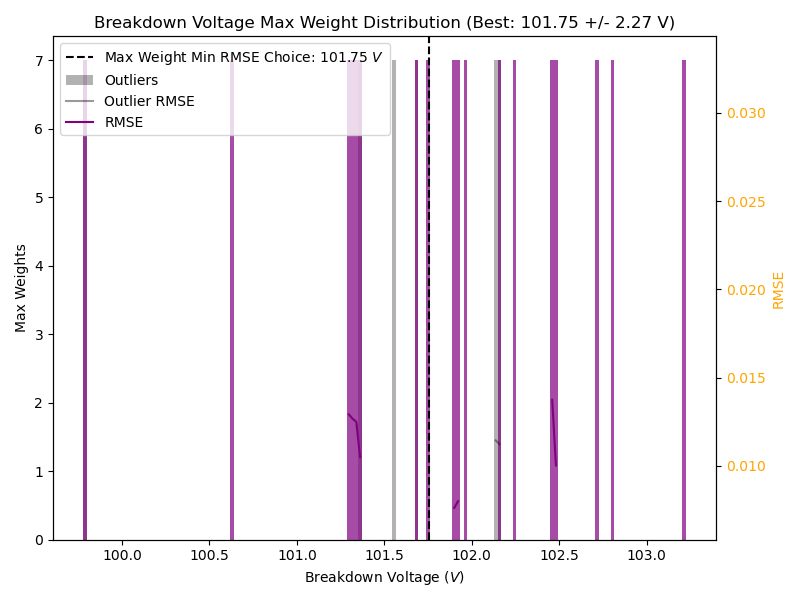 Breakdown Voltage Max Weight Distribution (Best: 101.75 +/- 2.27 V)
Max Weight Min RMSE Choice: 101.75 V
Outliers
Outlier RMSE
RMSE
7
6
5
4
3
2
1
0
Max Weights
0.030
0.025
0.020
0.015
0.010
RMSE
100.0 100.5 101.0 101.5 102.0 102.5 103.0
Breakdown Voltage (V)